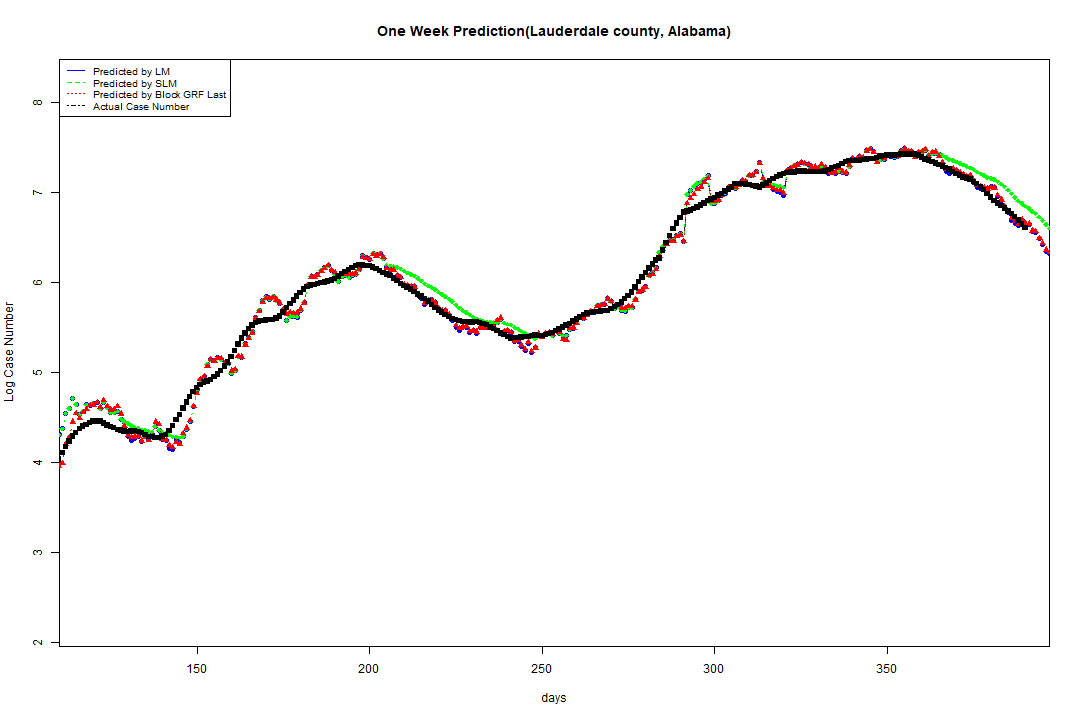 One Week Prediction(Lauderdale county, Alabama)
Predicted by LM
Predicted by SLM
Predicted by Block GRF Last
Actual Case Number
8
7
6
5
4
3
2
Log Case Number
150 200 250 300 350
days